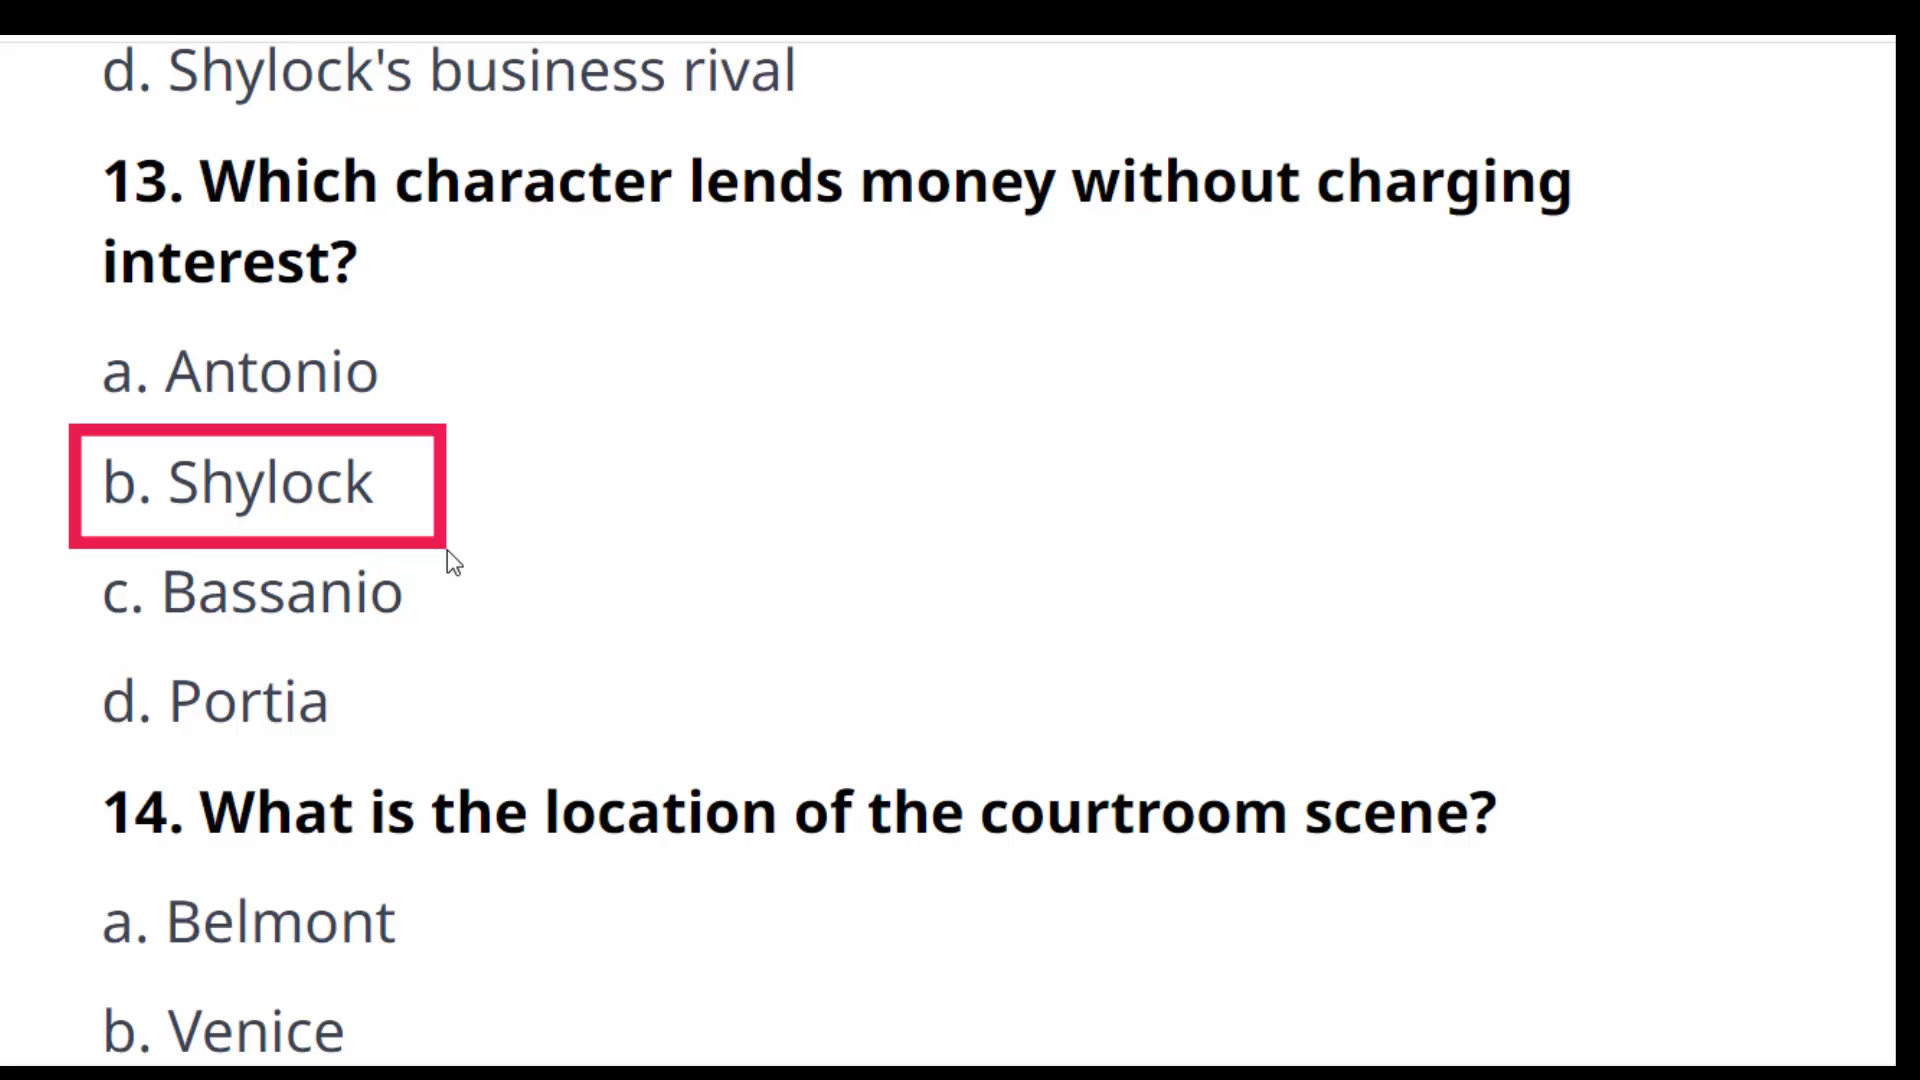 d. Shylock's business rival
13. Which character lends money without charging
interest?
a. Antonio
b. Shylock
c. Bassanio
d. Portia
14. What is the location of the courtroom scene?
a. Belmont
b. Venice